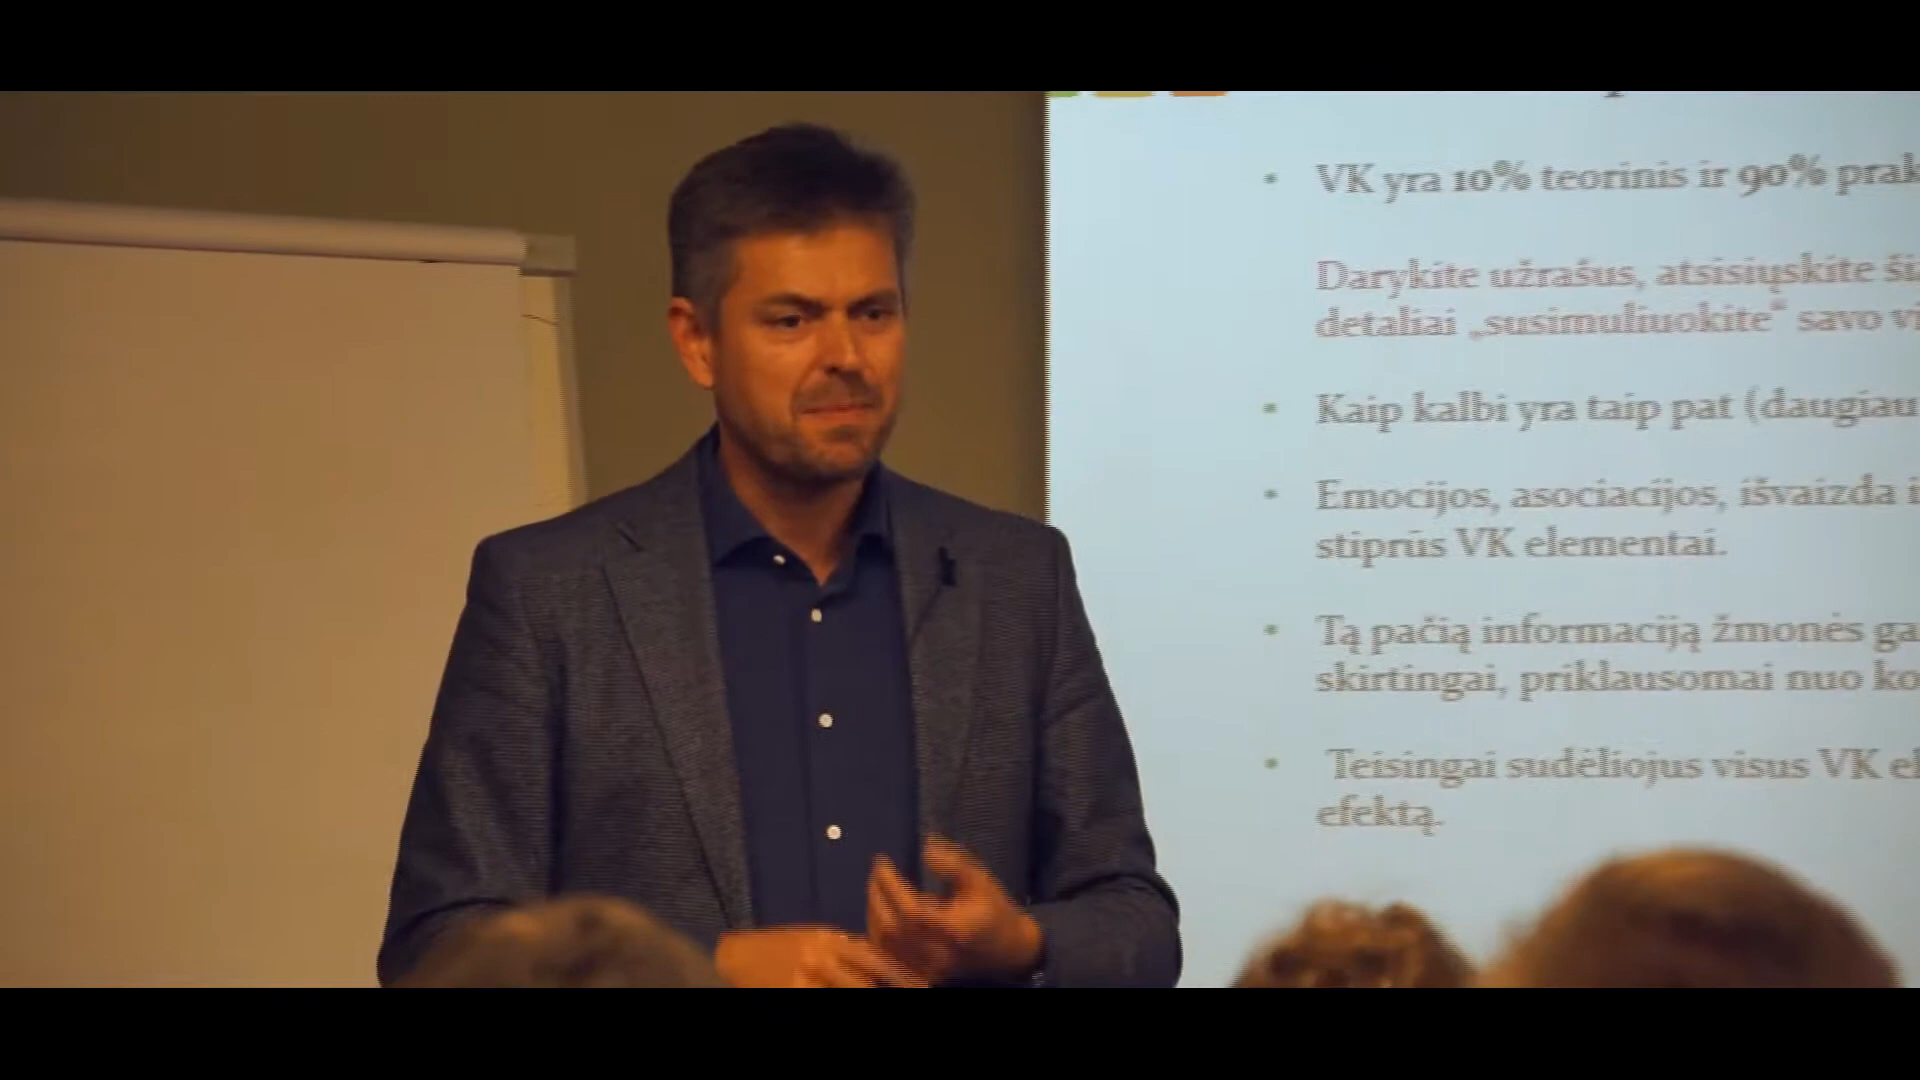 VK yra 10% teorinis ir 90% prak
Darykite užrašus, atsisiųskite ši
detaliai „susimuliuokite“ savo vi
Kaip kalbi yra taip pat (daugiau
Emocijos, asociacijos, išvaizda i
stiprūs VK elementai.
Tą pačią informaciją žmonės ga
skirtingai, priklausomai nuo ko
Teisingai sudėliojus visus VK el
efektą.